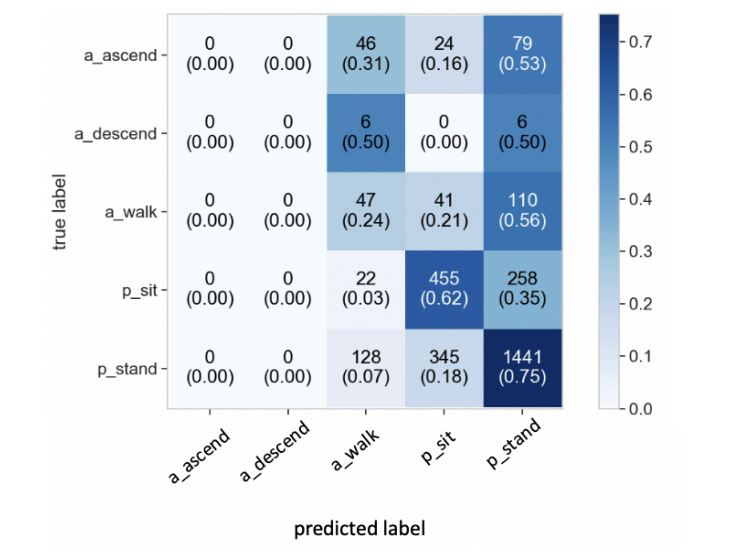 0 0 46 24 79
a_ascend (0.00) (0.00) (0.31) (0.16) (0.53)
0 0 6 0 6
a_descend (0.00) (0.00) (0.50) (0.00) (0.50)
0 0 47 41 110
a_walk (0.00) (0.00) (0.24) (0.21) (0.56)
0 0 22 455 258
p_sit (0.00) (0.00) (0.03) (0.62) (0.35)
0 0 128 345 1441
p_stand (0.00) (0.00) (0.07) (0.18) (0.75)
true label
a_ascend a_descend a_walk p_sit p_stand
predicted label
0.7
0.6
0.5
0.4
0.3
0.2
0.1
0.0